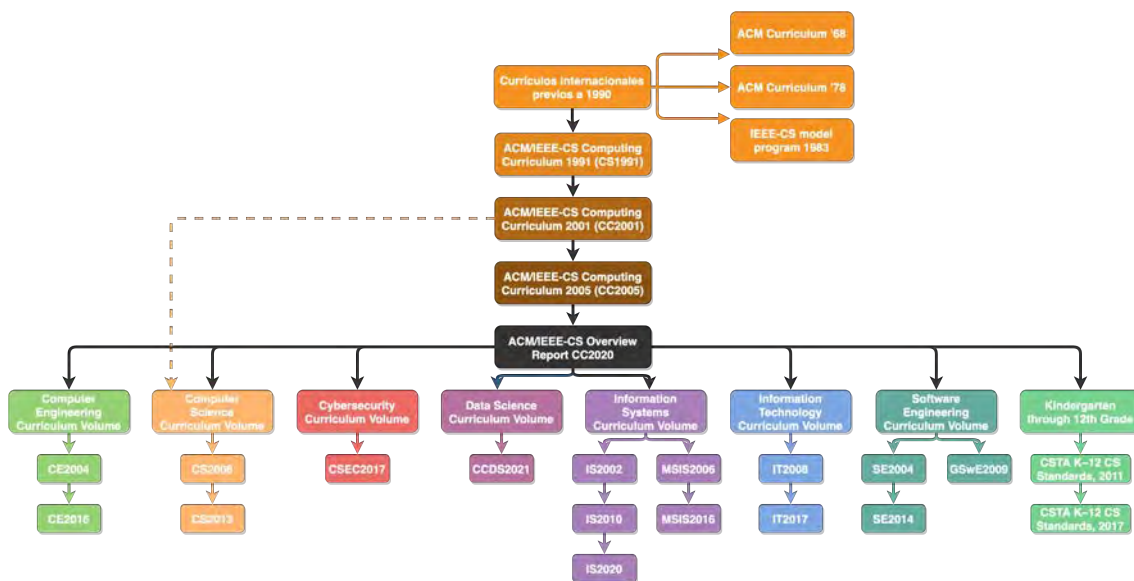 ACM Curriculum '68
Currículos Internacionales
previos a 1990
ACM Curriculum '78
IEEE-CS model
program 1983
ACM/IEEE-CS Computing
Curriculum 1991 (CS1991)
ACM/IEEE-CS Computing
Curriculum 2001 (CC2001)
ACM/IEEE-CS Computing
Curriculum 2005 (CC2005)
ACM/IEEE-CS Overview
Report CC2020
Computer
Engineering
Curriculum Volume
Computer
Science
Curriculum Volume
Cybersecurity
Curriculum Volume
Data Science
Curriculum Volume
Information
Systems
Curriculum Volume
Information
Technology
Curriculum Volume
Software
Engineering
Curriculum Volume
Kindergarten
through 12th Grade
CE2004
CS2008
CSEC2017
CCDS2021
IS2002
MSIS2006
IT2008
SE2004
GSwE2009
CSTA K–12 CS
Standards, 2011
CE2016
CS2013
IS2010
MSIS2016
IT2017
SE2014
CSTA K–12 CS
Standards, 2017
IS2020